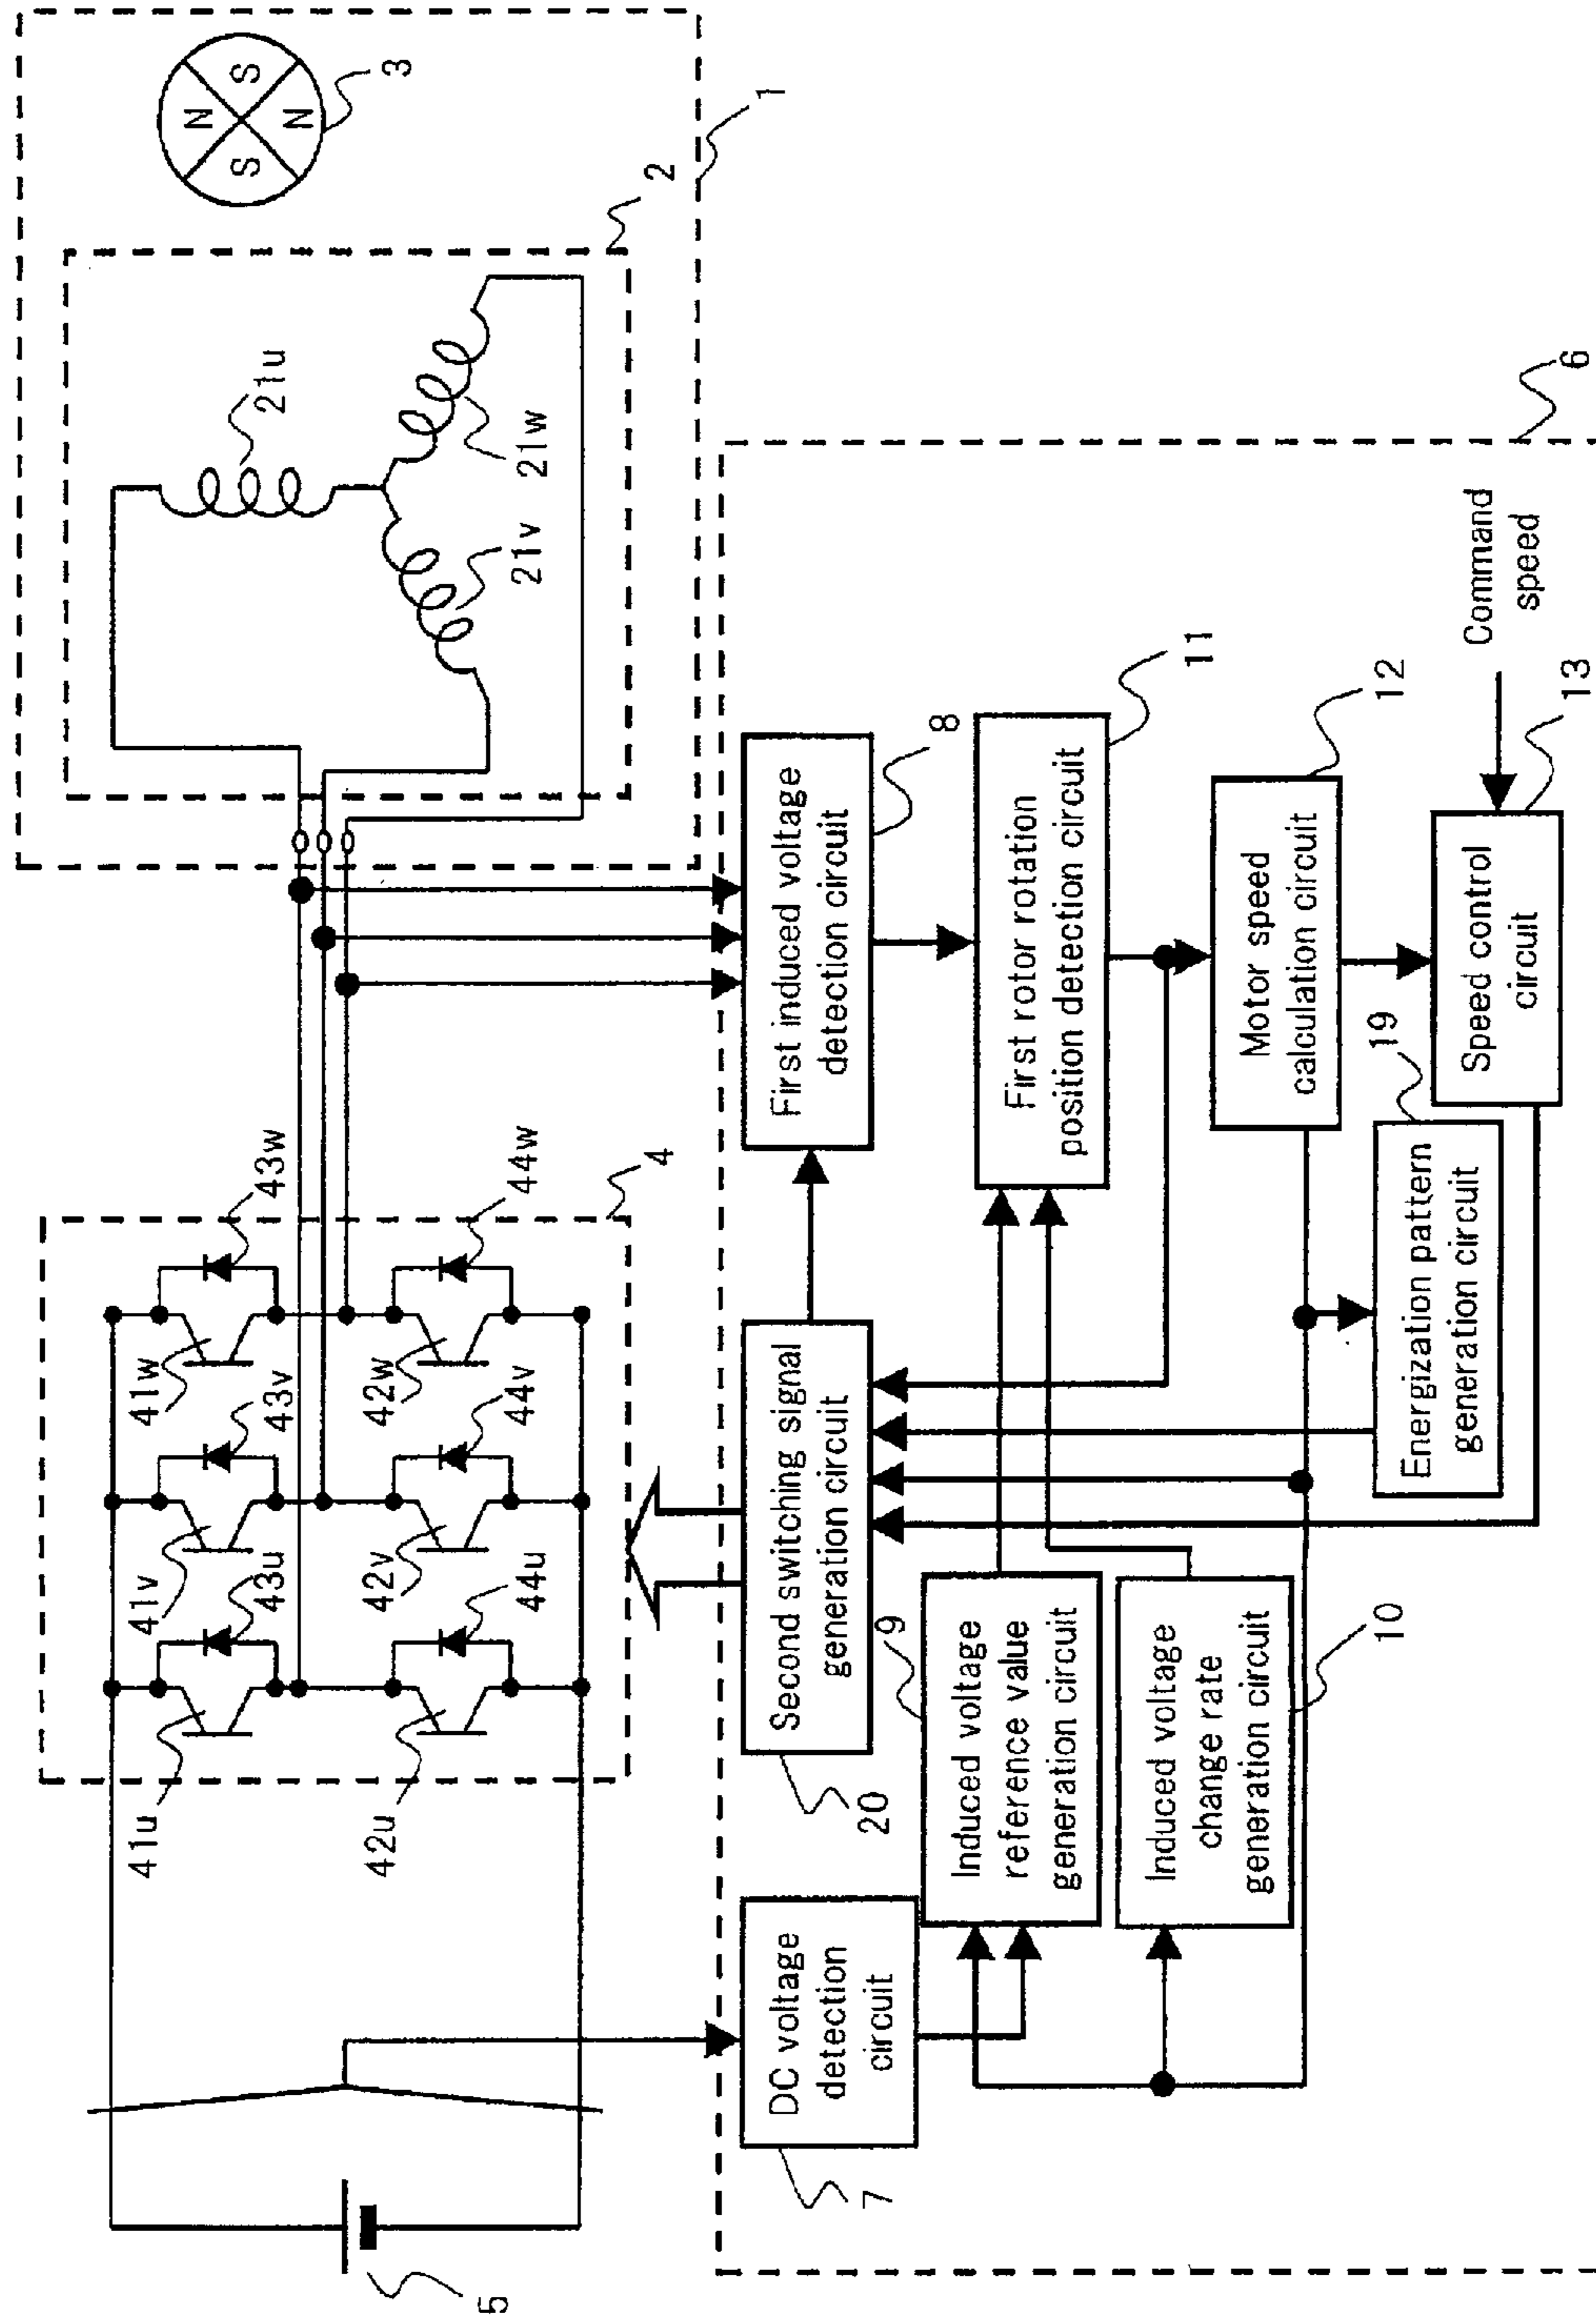 5
41u
42u
41v
43u
42v
44u
41w
43v
42w
44v
43w
44w
4
21u
21v
21w
2
N
S
S
N
3
1
7
DC voltage
detection
circuit
20
Second switching signal
generation circuit
First induced voltage
detection circuit
8
9
Induced voltage
reference value
generation circuit
First rotor rotation
position detection circuit
11
Induced voltage
change rate
generation circuit
10
Motor speed
calculation circuit
12
Energization pattern
generation circuit
19
Speed control
circuit
13
Command
speed
6